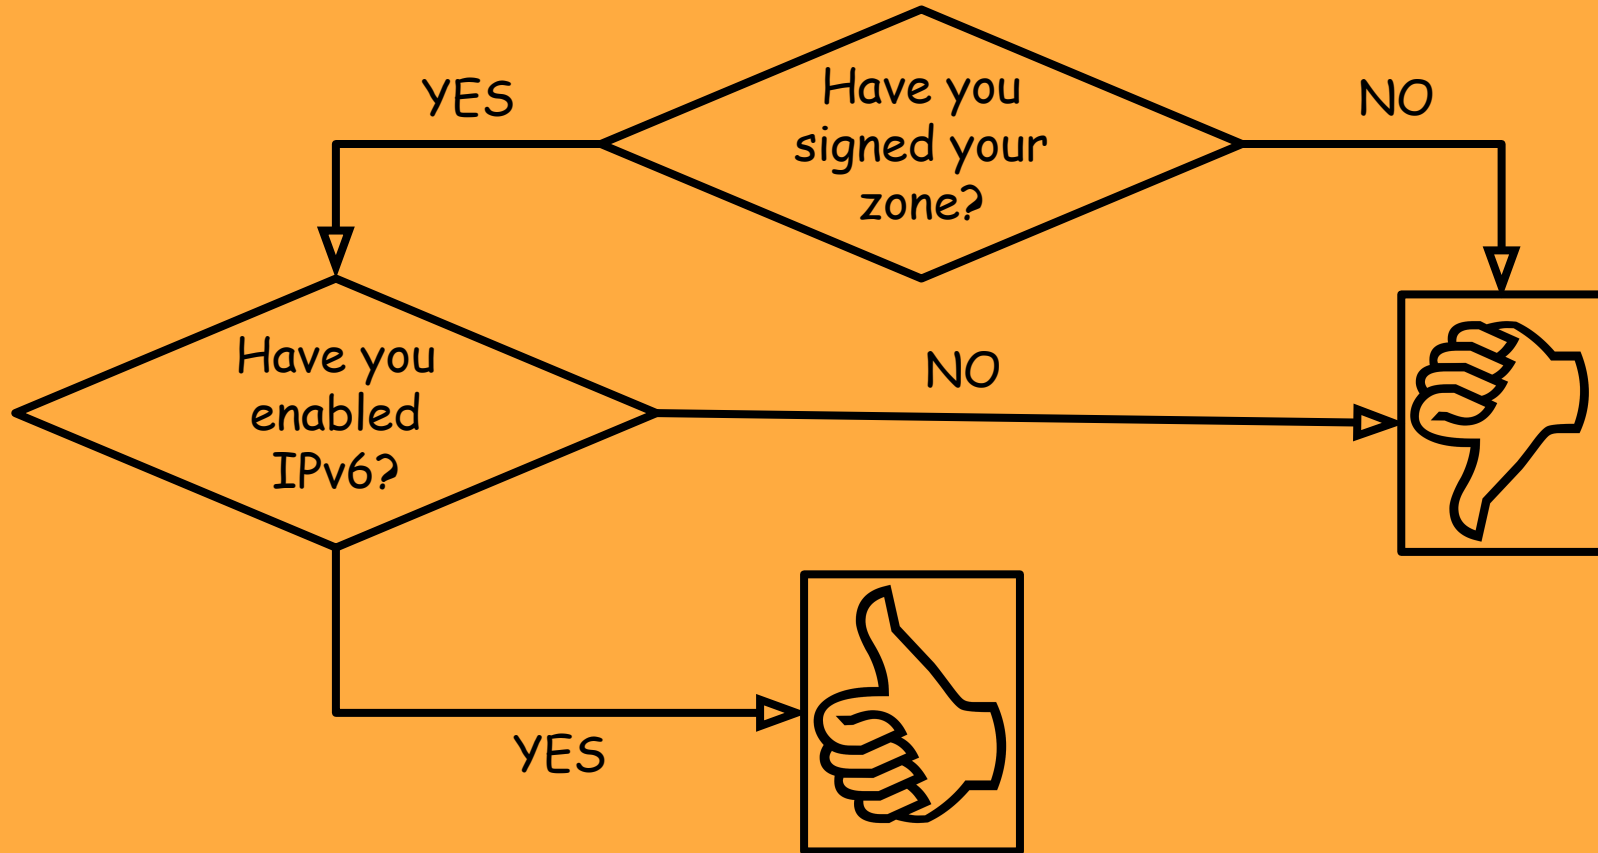 YES
Have you
signed your
zone?
NO
Have you
enabled
IPv6?
NO
YES